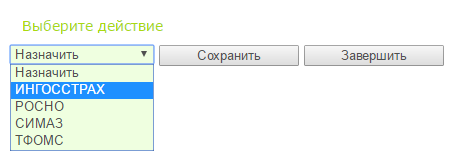 Выберите действие
Назначить Сохранить Завершить
Назначить
ИНГОССТРАХ
РОСНО
СИМАЗ
ТФОМС